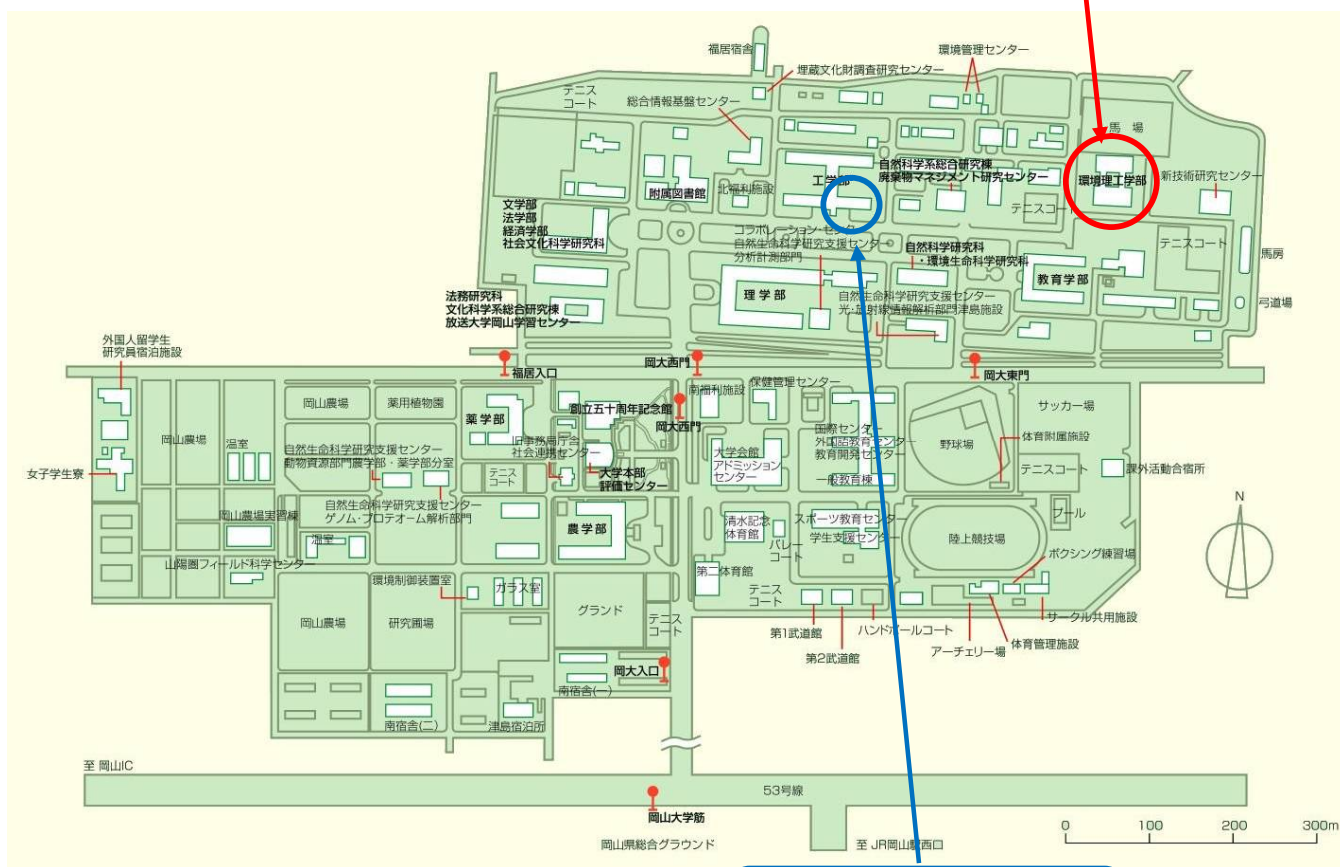 福居宿舎
環境管理センター
埋蔵文化財調査研究センター
テニス
コート
総合情報基盤センター
馬 場
工学部
自然科学系総合研究棟
廃棄物マネジメント研究センター
環境理工学部
新技術研究センター
附属図書館
北福利施設
テニスコート
文学部
法学部
経済学部
社会文化科学研究科
コラボレーション・センター
自然生命科学研究支援センター
分析計測部門
自然科学研究科
・環境生命科学研究科
テニスコート
馬房
教育学部
理学部
自然生命科学研究支援センター
光・放射線情報解析部門津島施設
弓道場
法務研究科
文化科学系総合研究棟
放送大学岡山学習センター
外国人留学生
研究員宿泊施設
福居入口
岡大西門
岡大東門
南福利施設
保健管理センター
岡山農場
薬用植物園
薬学部
創立五十周年記念館
岡大西門
サッカー場
岡山農場
温室
自然生命科学研究支援センター
動物資源部門農学部・薬学部分室
旧事務局庁舎
社会連携センター
国際センター
外国語教育センター
教育開発センター
野球場
体育附属施設
女子学生寮
テニス
コート
大学本部
評価センター
大学会館
アドミッション
センター
一般教育棟
テニスコート
課外活動合宿所
自然生命科学研究支援センター
ゲノム・プロテオーム解析部門
岡山農場実習棟
農学部
清水記念
体育館
バレー
コート
スポーツ教育センター
学生支援センター
プール
陸上競技場
N
温室
山陽圏フィールド科学センター
第二体育館
ボクシング練習場
環境制御装置室
ガラス室
テニス
コート
岡山農場
研究圃場
グランド
テニス
コート
第1武道館
第2武道館
ハンドボールコート
アーチェリー場
体育管理施設
サークル共用施設
岡大入口
南宿舎(一)
南宿舎(二)
津島宿泊所
至 岡山IC
53号線
岡山大学筋
岡山県総合グラウンド
至 JR岡山駅西口
0 100 200 300m